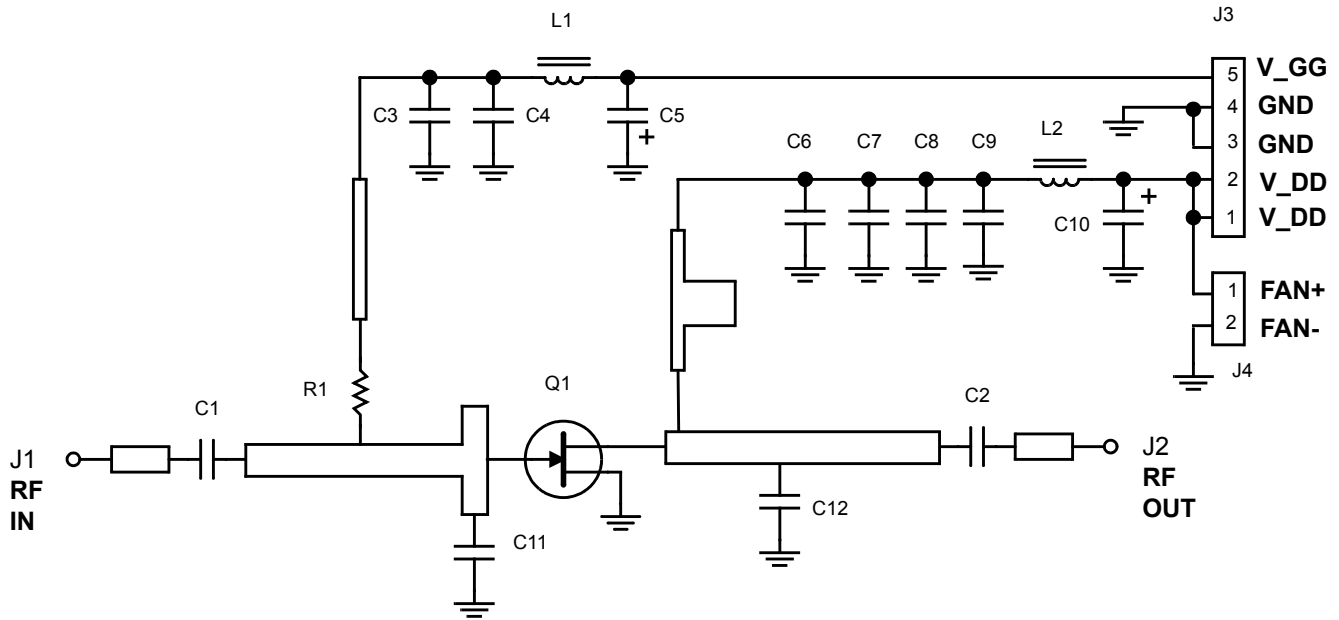 J3
L1
5 V_GG
C3 C4 C5
+
4 GND
C6 C7 C8 C9 L2
3 GND
2 V_DD
+
C10
1 V_DD
1 FAN+
2 FAN-
J4
R1
Q1
C1
C2
J1
RF
IN
J2
RF
OUT
C11
C12